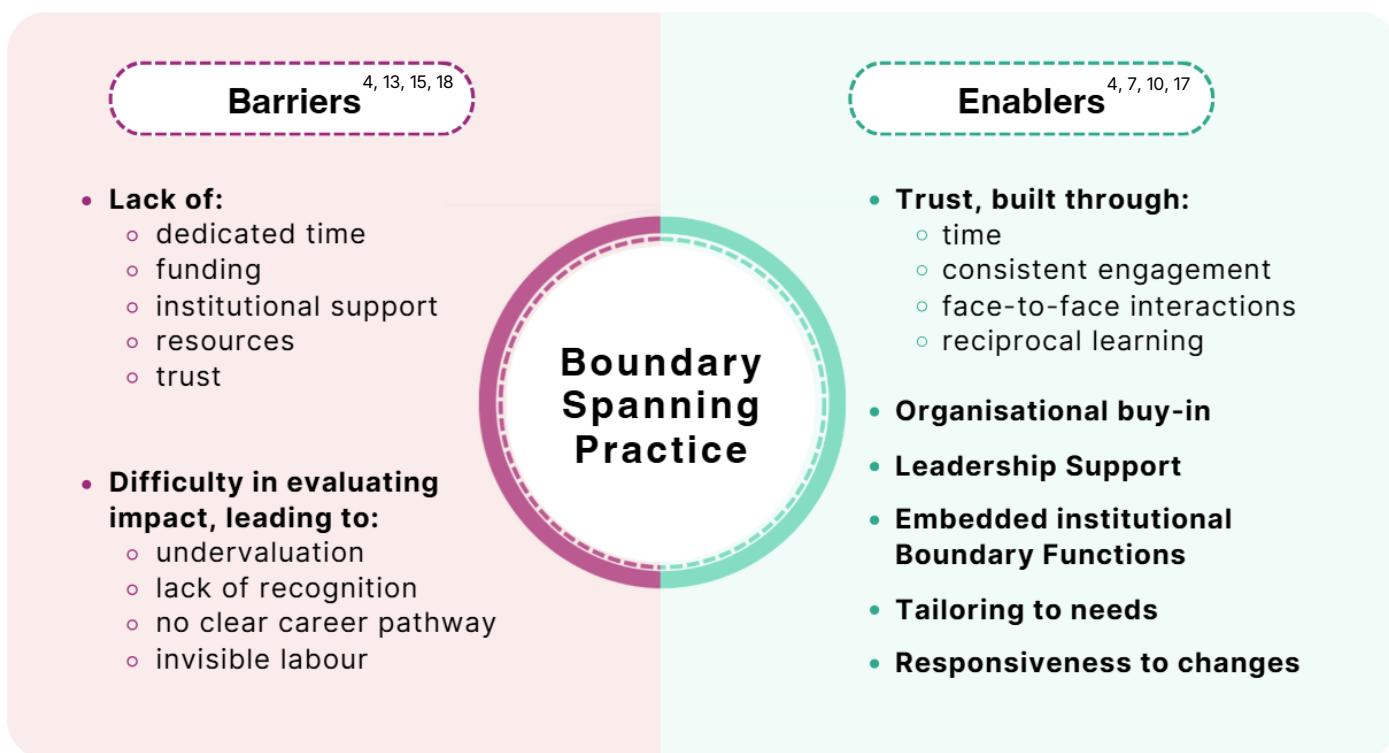 Barriers 4, 13, 15, 18
Lack of:
dedicated time
funding
institutional support
resources
trust
Difficulty in evaluating
impact, leading to:
undervaluation
lack of recognition
no clear career pathway
invisible labour
Boundary
Spanning
Practice
Enablers 4, 7, 10, 17
Trust, built through:
time
consistent engagement
face-to-face interactions
reciprocal learning
Organisational buy-in
Leadership Support
Embedded institutional
Boundary Functions
Tailoring to needs
Responsiveness to changes